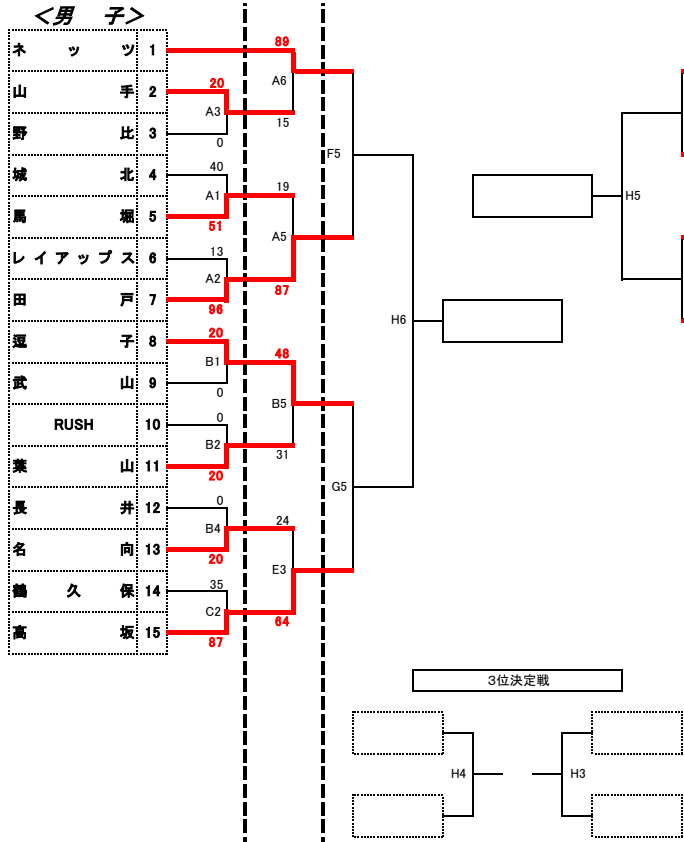 ＜男　子＞
ネッツ 1
89
A6
山手 2
20
A3
15
野比 3
0
F5
城北 4
40
A1
19
馬堀 5
51
A5
H5
レイアップス 6
13
A2
87
田戸 7
96
H6
逗子 8
20
B1
48
武山 9
0
B5
RUSH 10
0
B2
31
葉山 11
20
G5
長井 12
0
B4
24
名向 13
20
E3
鶴久保 14
35
C2
64
高坂 15
87
3位決定戦
H4
H3